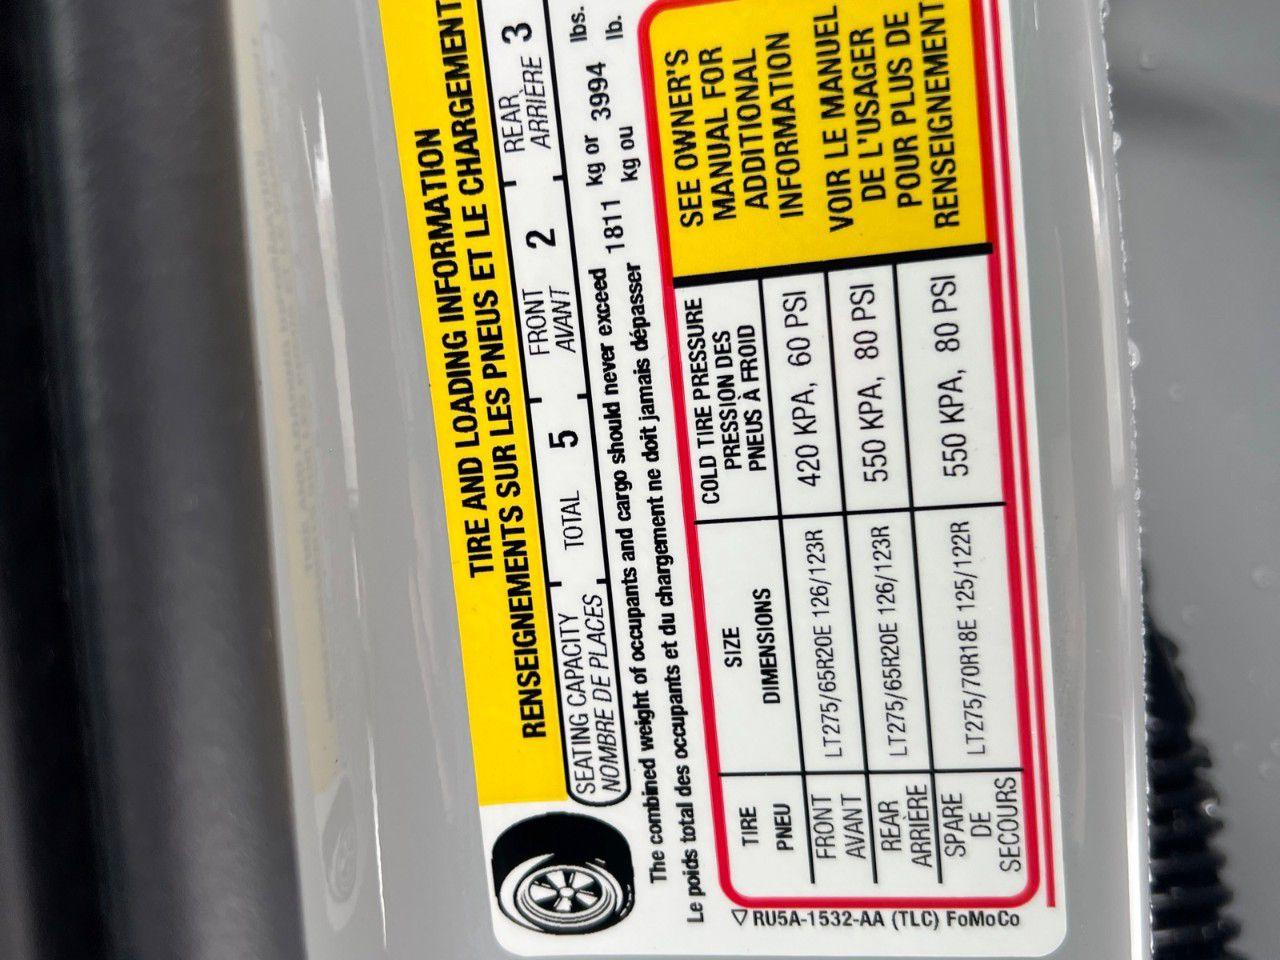 TIRE AND LOADING INFORMATION
RENSEIGNEMENTS SUR LES PNEUS ET LE CHARGEMENT
SEATING CAPACITY TOTAL 5 FRONT 2 REAR 3
NOMBRE DE PLACES AVANT ARRIÈRE
The combined weight of occupants and cargo should never exceed 1811 kg or 3994 lbs.
Le poids total des occupants et du chargement ne doit jamais dépasser kg ou lb.
TIRE SIZE COLD TIRE PRESSURE
PNEU DIMENSIONS PRESSION DES
PNEUS À FROID
FRONT LT275/65R20E 126/123R 420 KPA, 60 PSI
AVANT
REAR LT275/65R20E 126/123R 550 KPA, 80 PSI
ARRIÈRE
SPARE LT275/70R18E 125/122R 550 KPA, 80 PSI
DE
SECOURS
SEE OWNER'S
MANUAL FOR
ADDITIONAL
INFORMATION
VOIR LE MANUEL
DE L'USAGER
POUR PLUS DE
RENSEIGNEMENT
RU5A-1532-AA (TLC) FoMoCo